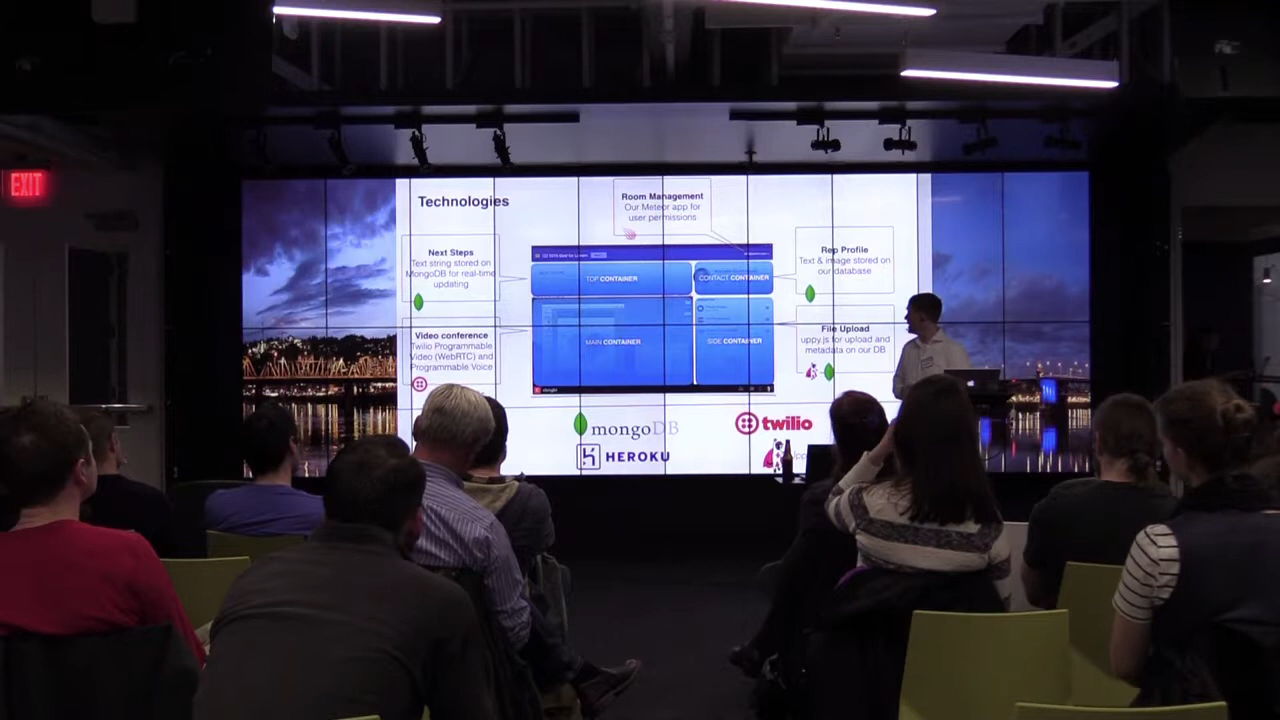 EXIT
Technologies
Room Management
Our Meteor app for
user permissions
Next Steps
Text string stored on
MongoDB for real-time
updating
Rep Profile
Text & image stored on
our database
TOP CONTAINER
CONTACT CONTAINER
Video conference
Twilio Programmable
Video (WebRTC) and
Programmable Voice
MAIN CONTAINER
SIDE CONTAINER
File Upload
uppy.js for upload and
metadata on our DB
mongoDB
twilio
HEROKU